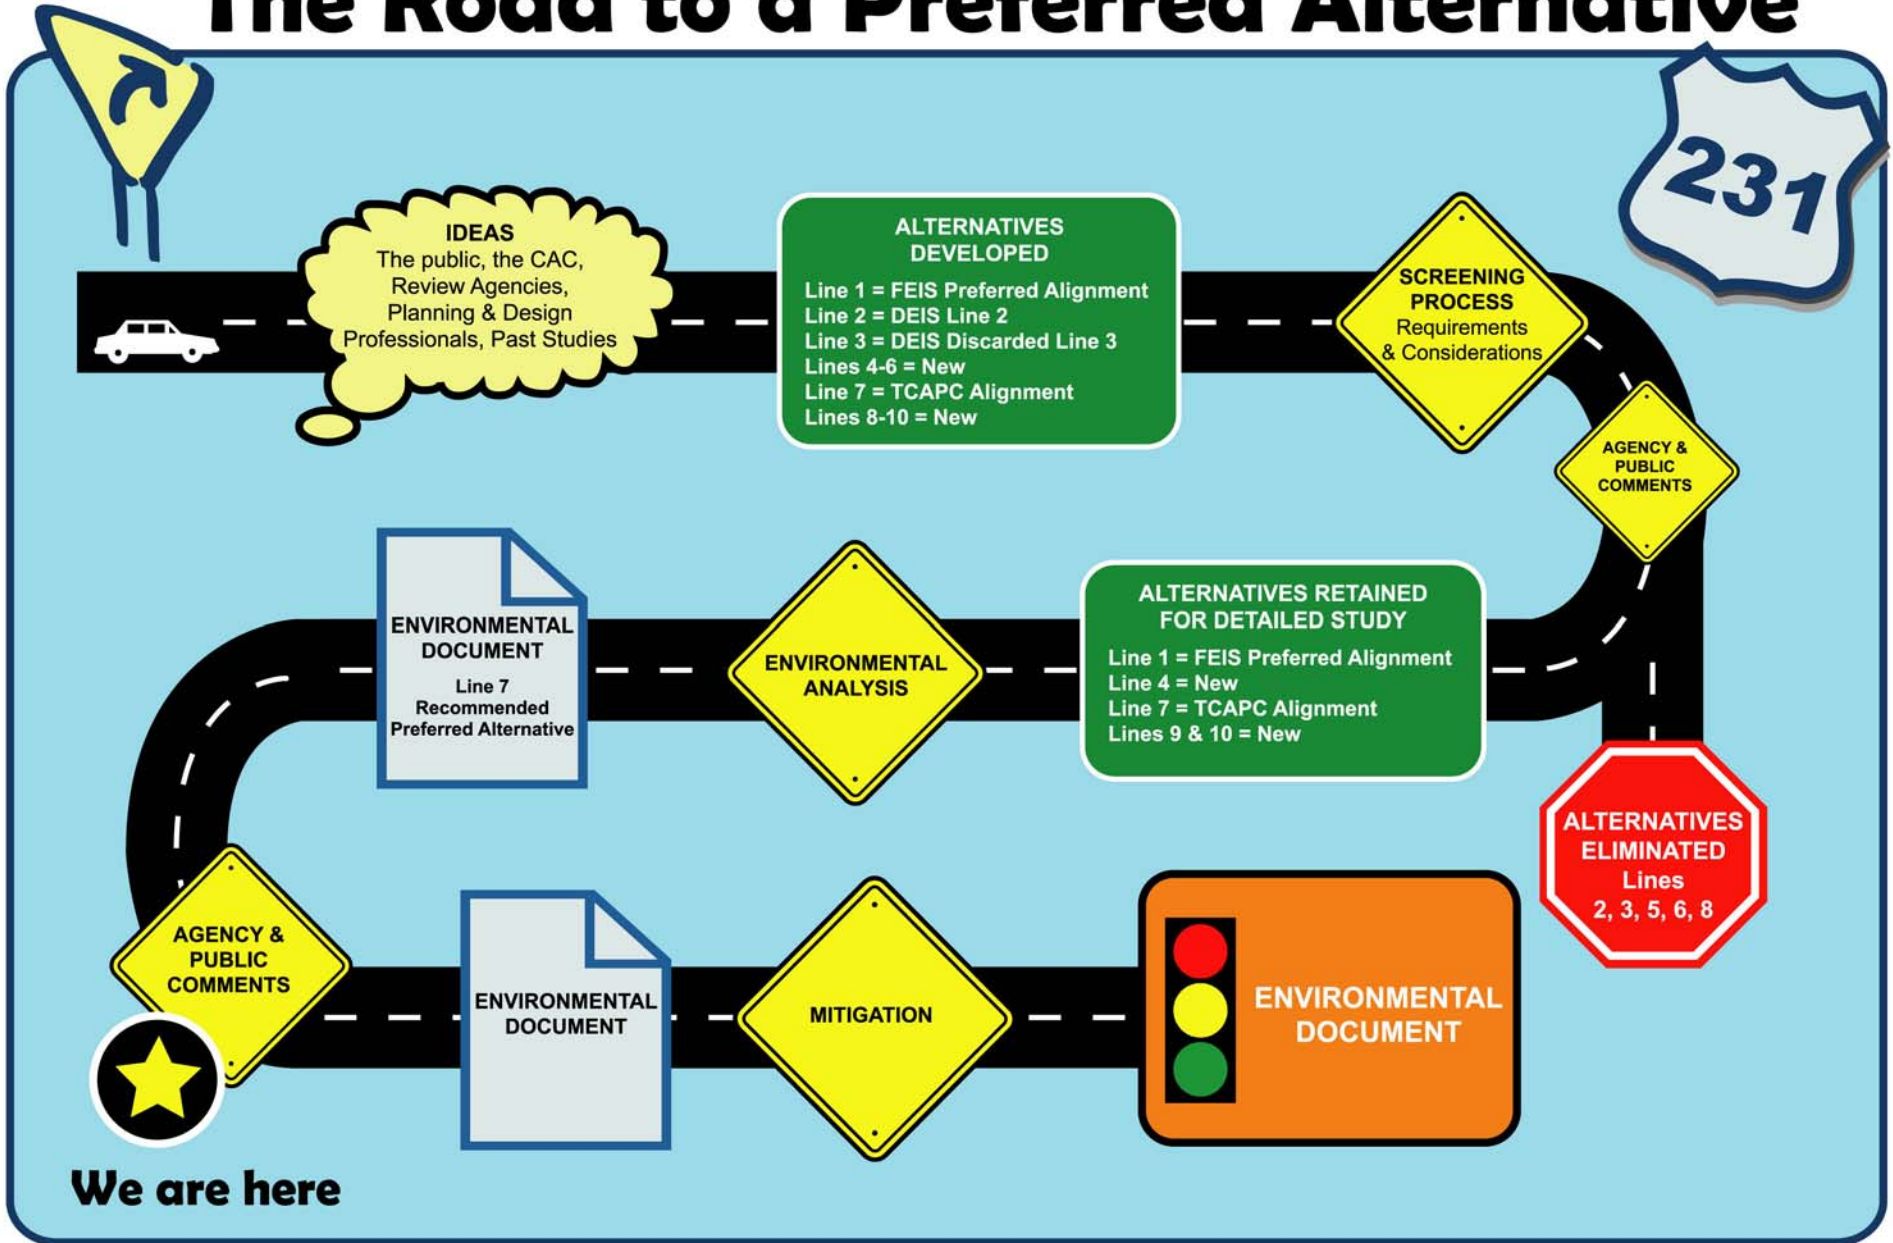 The Road to a Preferred Alternative
231
IDEAS
The public, the CAC,
Review Agencies,
Planning & Design
Professionals, Past Studies
ALTERNATIVES
DEVELOPED
Line 1 = FEIS Preferred Alignment
Line 2 = DEIS Line 2
Line 3 = DEIS Discarded Line 3
Lines 4-6 = New
Line 7 = TCAPC Alignment
Lines 8-10 = New
SCREENING
PROCESS
Requirements
& Considerations
AGENCY &
PUBLIC
COMMENTS
ALTERNATIVES RETAINED
FOR DETAILED STUDY
Line 1 = FEIS Preferred Alignment
Line 4 = New
Line 7 = TCAPC Alignment
Lines 9 & 10 = New
ALTERNATIVES
ELIMINATED
Lines
2, 3, 5, 6, 8
ENVIRONMENTAL
ANALYSIS
ENVIRONMENTAL
DOCUMENT
Line 7
Recommended
Preferred Alternative
AGENCY &
PUBLIC
COMMENTS
We are here
ENVIRONMENTAL
DOCUMENT
MITIGATION
ENVIRONMENTAL
DOCUMENT